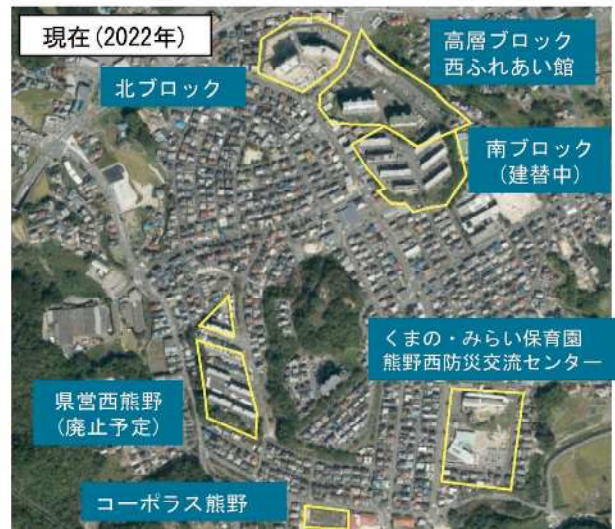 現在(2022年)
北ブロック
高層ブロック
西ふれあい館
南ブロック
(建替中)
くまの・みらい保育園
熊野西防災交流センター
県営西熊野
(廃止予定)
コーポラス熊野